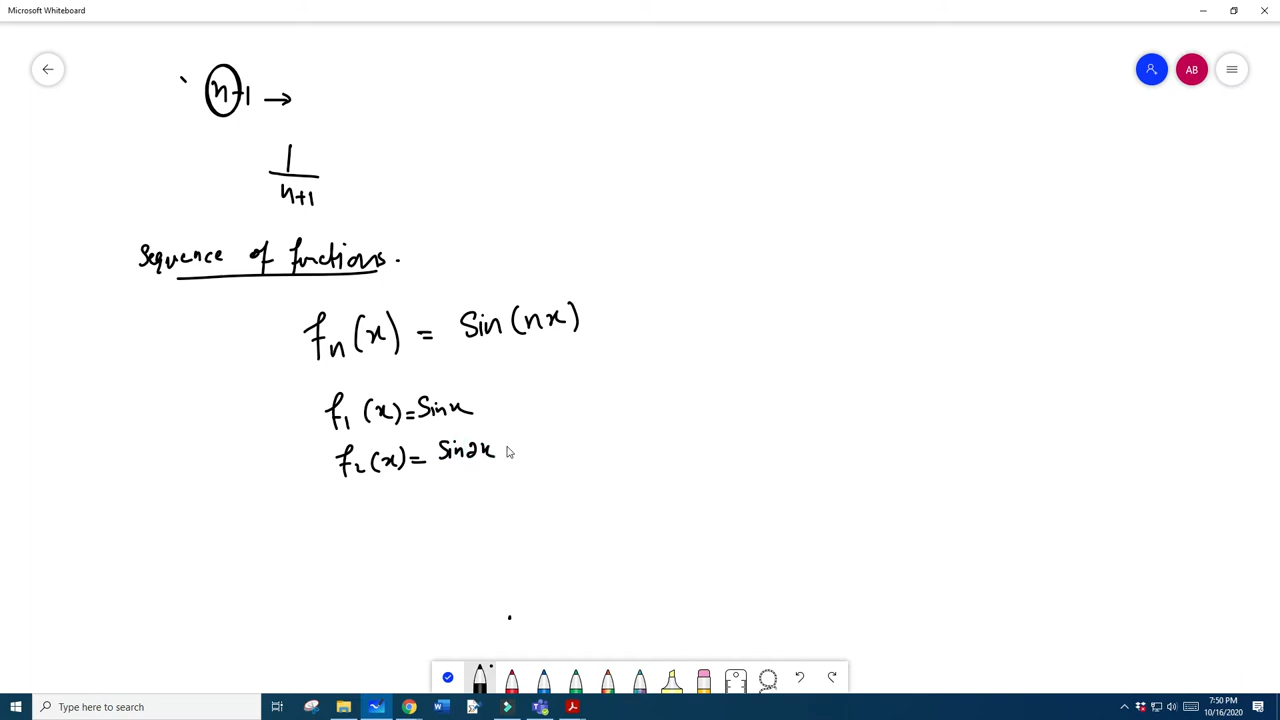 Microsoft Whiteboard
AB
n-1 →
1
n+1
Sequence of functions.
fn(x) = Sin(nx)
f1(x)=Sinx
f2(x)= Sin2x
Type here to search
7:50 PM
10/16/2020